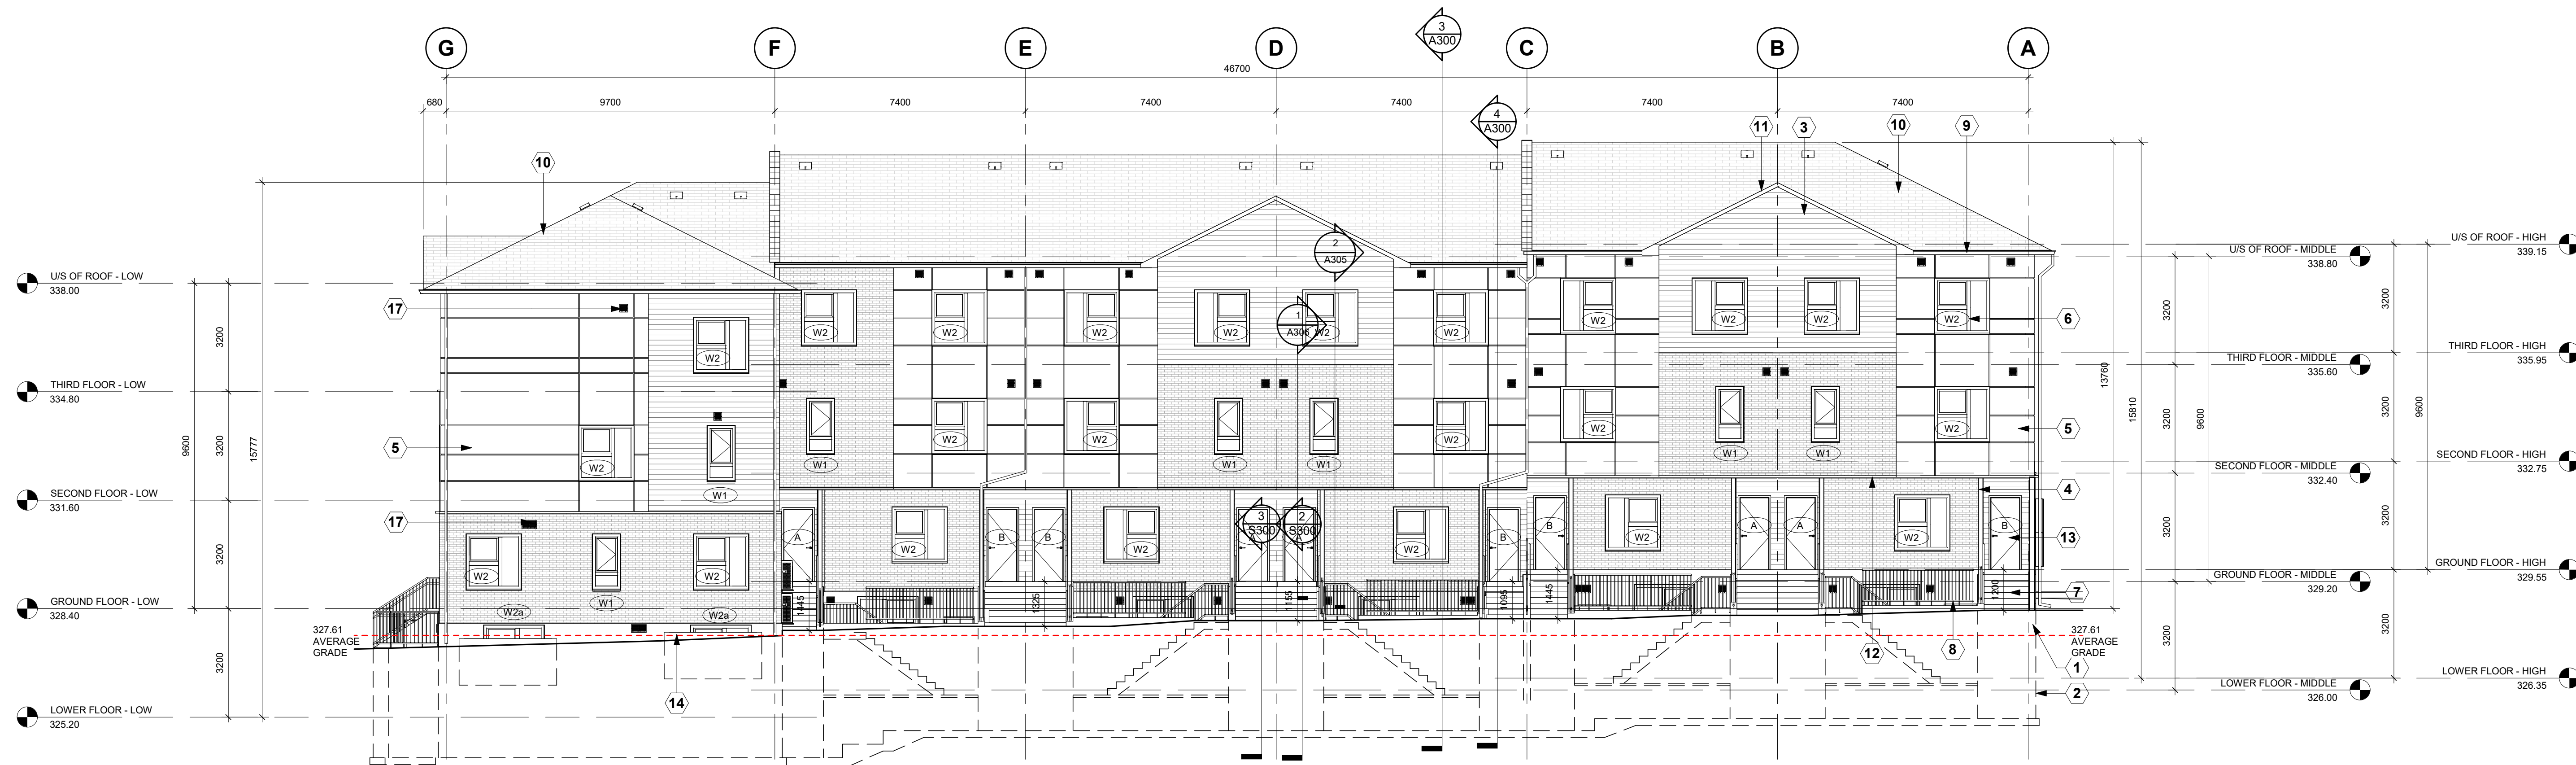 G
F
E
D
3
A300
C
B
A
46700
680
9700
7400
7400
7400
7400
7400
4
A300
11
3
10
9
10
2
A305
1
U/S OF ROOF - HIGH
339.15
U/S OF ROOF - MIDDLE
338.80
U/S OF ROOF - LOW
338.00
17
6
W2
W2
W2
W2
W2
W2
W2
W2
W2
W2
W2
W2
THIRD FLOOR - HIGH
335.95
THIRD FLOOR - MIDDLE
335.60
THIRD FLOOR - LOW
334.80
3200
3200
3200
13760
15810
9600
9600
9600
15777
3200
3200
3200
5
5
W2
W2
W2
W2
W2
W2
W1
W1
W1
W1
W1
W1
SECOND FLOOR - HIGH
332.75
SECOND FLOOR - MIDDLE
332.40
SECOND FLOOR - LOW
331.60
4
17
3
S300
2
S300
A
B
B
B
B
A
A
B
13
W2
W2
W2
W2
W2
W2
W2
W1
3200
3200
3200
GROUND FLOOR - HIGH
329.55
GROUND FLOOR - MIDDLE
329.20
GROUND FLOOR - LOW
328.40
W2a
W2a
1445
1325
1155
1095
1445
1200
7
327.61
AVERAGE
GRADE
327.61
AVERAGE
GRADE
12
8
1
3200
3200
3200
LOWER FLOOR - HIGH
326.35
LOWER FLOOR - MIDDLE
326.00
LOWER FLOOR - LOW
325.20
14
2